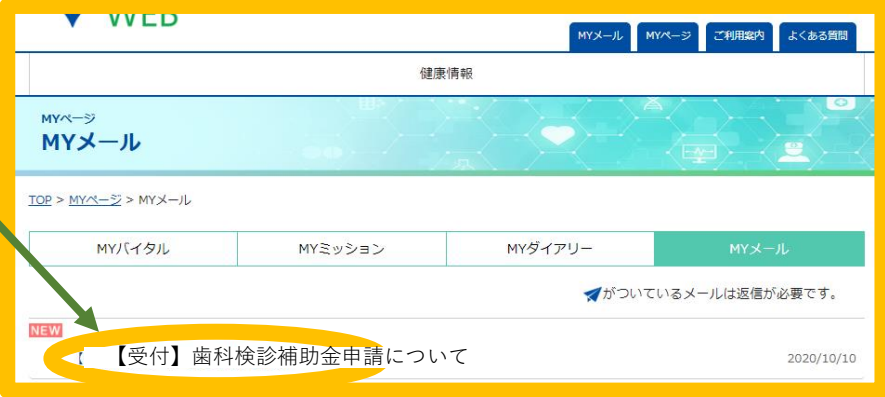 WEB
MYメール MYページ ご利用案内 よくある質問
健康情報
MYページ
MYメール
TOP > MYページ > MYメール
MYバイタル MYミッション MYダイアリー MYメール
がついているメールは返信が必要です。
NEW
【受付】歯科検診補助金申請について 2020/10/10